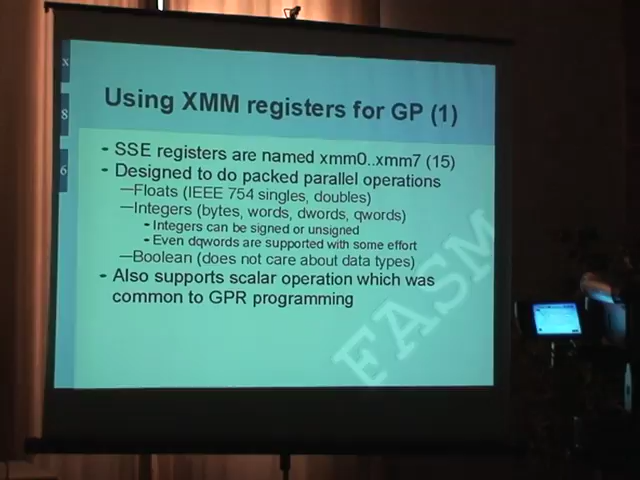 x
8
6
Using XMM registers for GP (1)
- SSE registers are named xmm0..xmm7 (15)
- Designed to do packed parallel operations
—Floats (IEEE 754 singles, doubles)
—Integers (bytes, words, dwords, qwords)
- Integers can be signed or unsigned
- Even dqwords are supported with some effort
—Boolean (does not care about data types)
- Also supports scalar operation which was
common to GPR programming
FASM